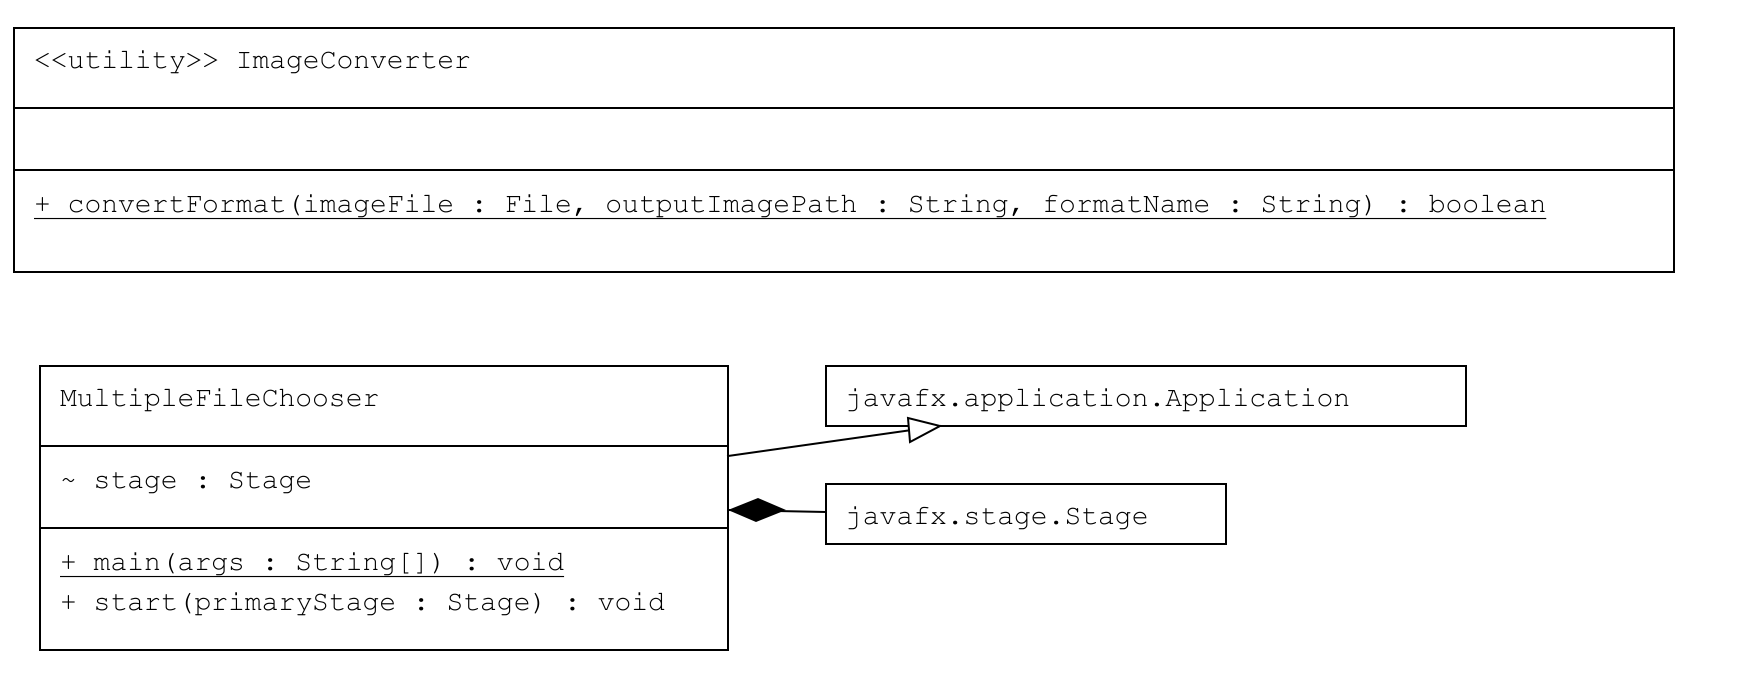 <<utility>> ImageConverter
+ convertFormat(imageFile : File, outputImagePath : String, formatName : String) : boolean
MultipleFileChooser
~ stage : Stage
+ main(args : String[]) : void
+ start(primaryStage : Stage) : void
javafx.application.Application
javafx.stage.Stage